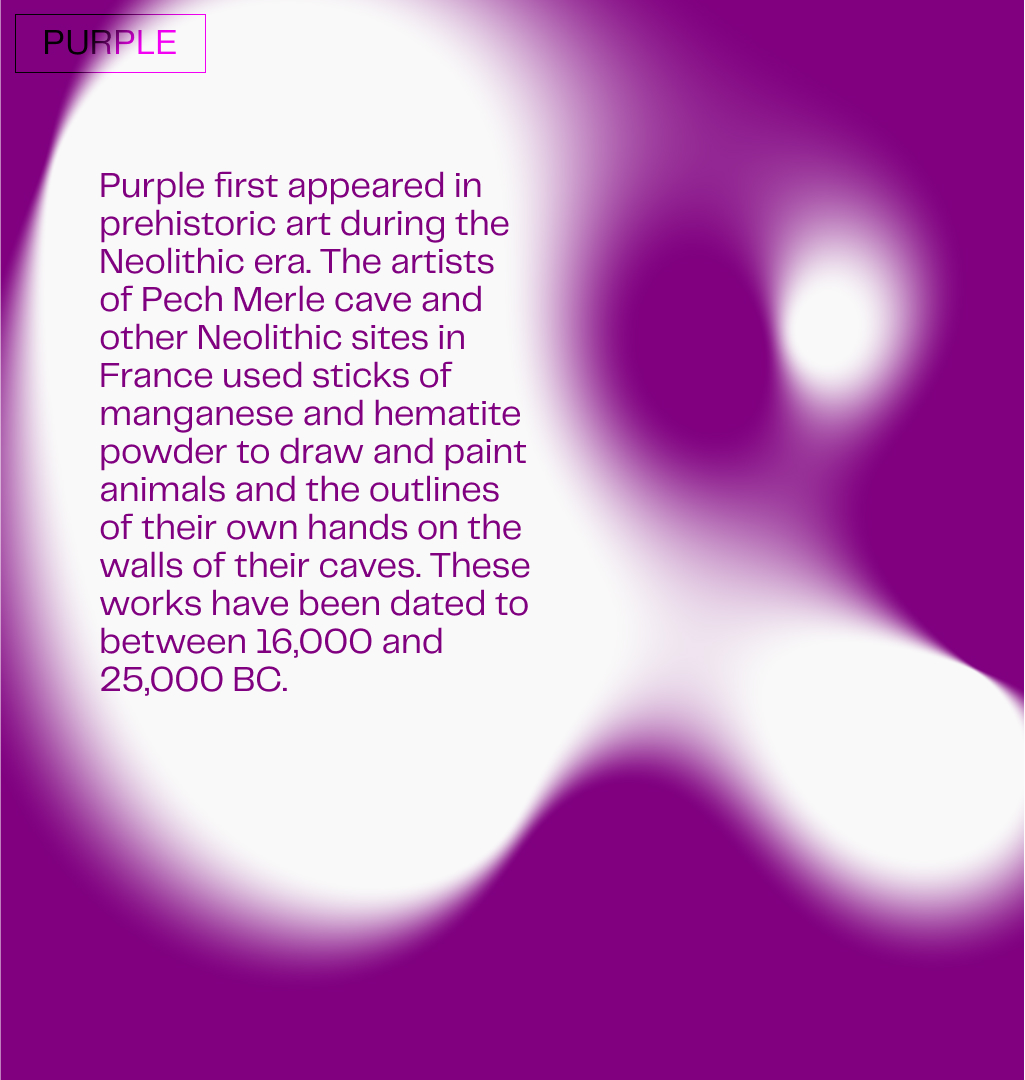 PURPLE
Purple first appeared in
prehistoric art during the
Neolithic era. The artists
of Pech Merle cave and
other Neolithic sites in
France used sticks of
manganese and hematite
powder to draw and paint
animals and the outlines
of their own hands on the
walls of their caves. These
works have been dated to
between 16,000 and
25,000 BC.